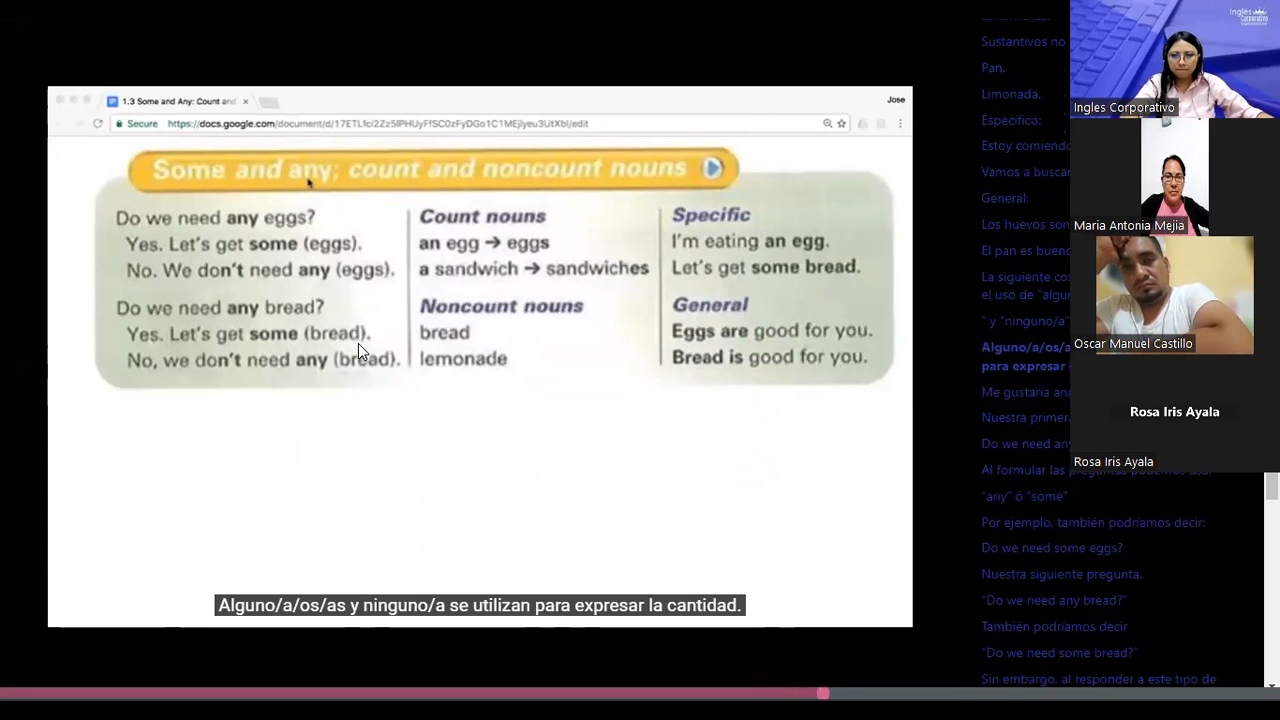 1.3 Some and Any: Count and
Jose
Secure
https://docs.google.com/document/d/17ETLfci2Zz5lPHUyFfSC0zFyDGo1C1MEjlyeu3UtXbI/edit
Some and any; count and noncount nouns
Do we need any eggs?
Yes. Let's get some (eggs).
No. We don't need any (eggs).
Do we need any bread?
Yes. Let's get some (bread).
No, we don't need any (bread).
Count nouns
an egg → eggs
a sandwich → sandwiches
Noncount nouns
bread
lemonade
Specific
I'm eating an egg.
Let's get some bread.
General
Eggs are good for you.
Bread is good for you.
Alguno/a/os/as y ninguno/a se utilizan para expresar la cantidad.
Sustantivos no
Pan.
Limonada.
Específico:
Estoy comiendo
Vamos a buscar
General:
Los huevos son
El pan es bueno
La siguiente cos
el uso de "algun
" y "ninguno/a"
Alguno/a/os/a
para expresar
Me gustaría ana
Nuestra primer
Do we need any
Al formular las preguntas podemos usar
"any" ó "some"
Por ejemplo, también podríamos decir:
Do we need some eggs?
Nuestra siguiente pregunta.
"Do we need any bread?"
También podríamos decir
"Do we need some bread?"
Sin embargo, al responder a este tipo de
Inglés
Corporativo
Ingles Corporativo
Maria Antonia Mejia
Oscar Manuel Castillo
Rosa Iris Ayala
Rosa Iris Ayala